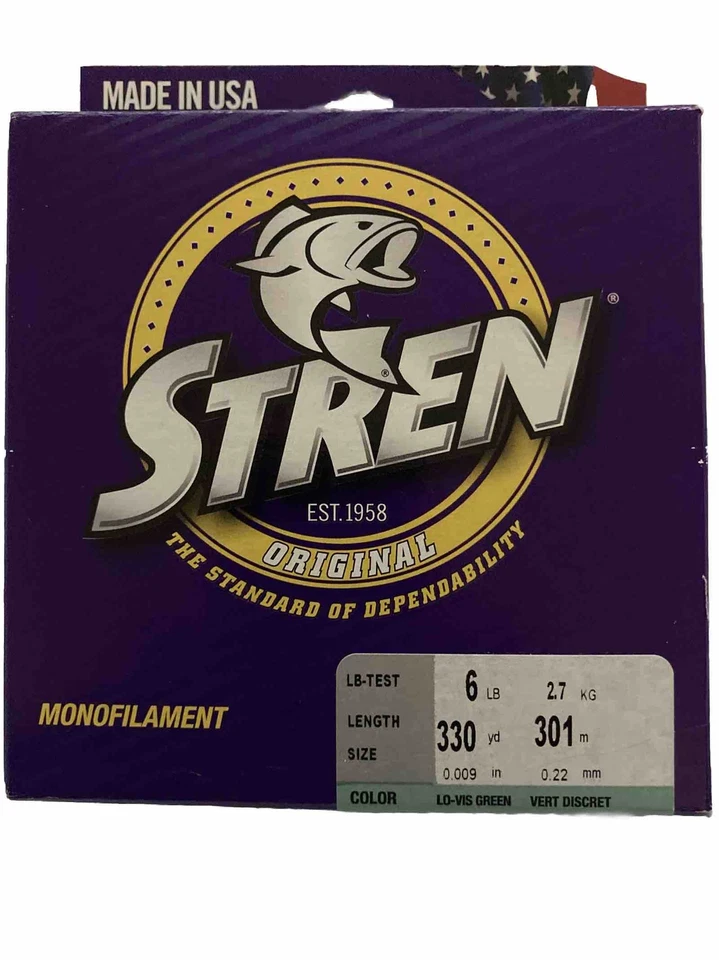 MADE IN USA
STREN®
®
EST.1958
ORIGINAL
THE STANDARD OF DEPENDABILITY
MONOFILAMENT
LB-TEST 6 LB 2.7 KG
LENGTH 330 yd 301 m
SIZE 0.009 in 0.22 mm
COLOR LO-VIS GREEN VERT DISCRET